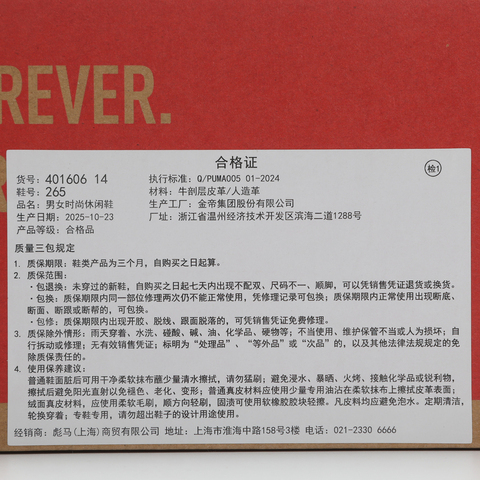 REVER.
合格证
检1
货号：401606 14
执行标准：Q/PUMA005 01-2024
鞋号：265
材料：牛剖层皮革/人造革
品名：男女时尚休闲鞋
生产工厂：金帝集团股份有限公司
生产日期：2025-10-23
厂址：浙江省温州经济技术开发区滨海二道1288号
产品等级：合格品
质量三包规定
1. 质保期限：鞋类产品为三个月，自购买之日起算。
2. 质保范围：
·包换：未穿过的新鞋，自购买之日起七天内出现不配双、尺码不一、顺脚，可以凭销售凭证退货或换货。
·包换：质保期限内同一部位修理两次仍不能正常使用，凭修理记录可包换；质保期限内正常使用出现断底、
断面、断跟或断帮的，可包换。
·包修：质保期限内出现开胶、脱线、跟面脱落的，可凭销售凭证免费修理。
3. 质保除外情形：雨天穿着、水洗、碰酸、碱、油、化学品、硬物等；不当使用、维护保管不当或人为损坏；自
行拆动或修理；无有效销售凭证；标明为“处理品”、“等外品”或“次品”的，以及其他法律法规规定的免
除质保责任的。
4. 使用保养建议：
普通鞋面脏后可用干净柔软抹布蘸少量清水擦拭，请勿猛刷；避免浸水、暴晒、火烤、接触化学品或锐利物，
擦拭后避免阳光直射以免褪色、老化、变形；普通真皮材料应使用少量专用油沾在柔软抹布上擦拭皮革表面；
绒面真皮材料，应使用柔软毛刷，顺方向轻刷，固渍可使用软橡胶胶块轻擦。凡皮料均应避免泡水。定期清洁，
轮换穿着；专鞋专用，请勿超出鞋子的设计用途使用。
经销商：彪马(上海)商贸有限公司 地址：上海市淮海中路158号3楼 电话：021-2330 6666